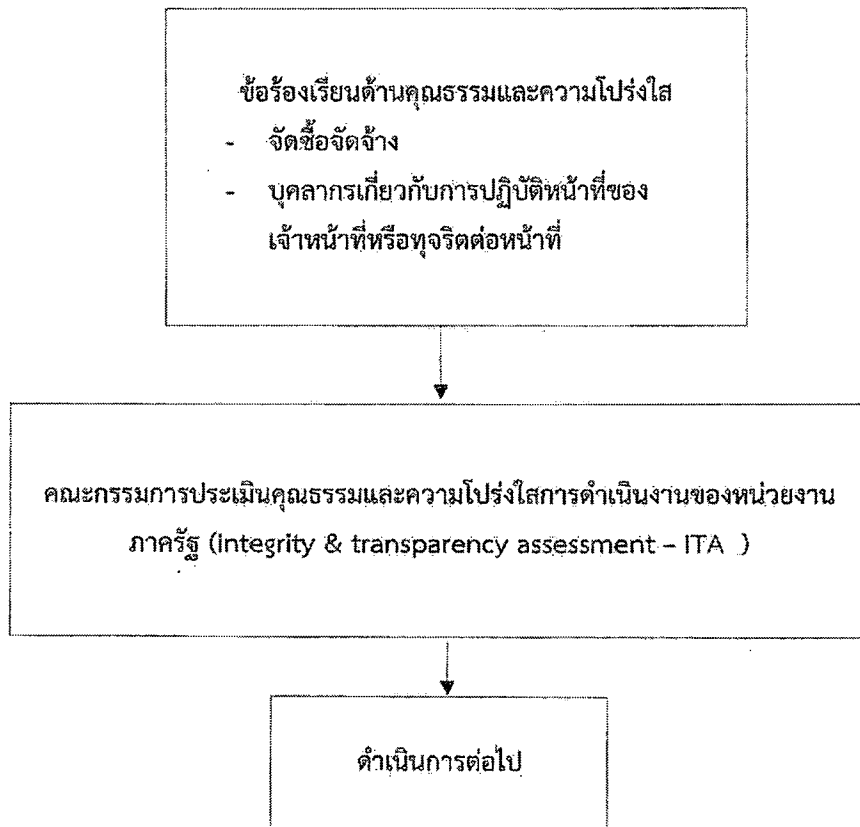 ข้อร้องเรียนด้านคุณธรรมและความโปร่งใส
- จัดซื้อจัดจ้าง
- บุคลากรเกี่ยวกับการปฏิบัติหน้าที่ของ
เจ้าหน้าที่หรือทุจริตต่อหน้าที่
คณะกรรมการประเมินคุณธรรมและความโปร่งใสการดำเนินงานของหน่วยงาน
ภาครัฐ (Integrity & transparency assessment – ITA )
ดำเนินการต่อไป